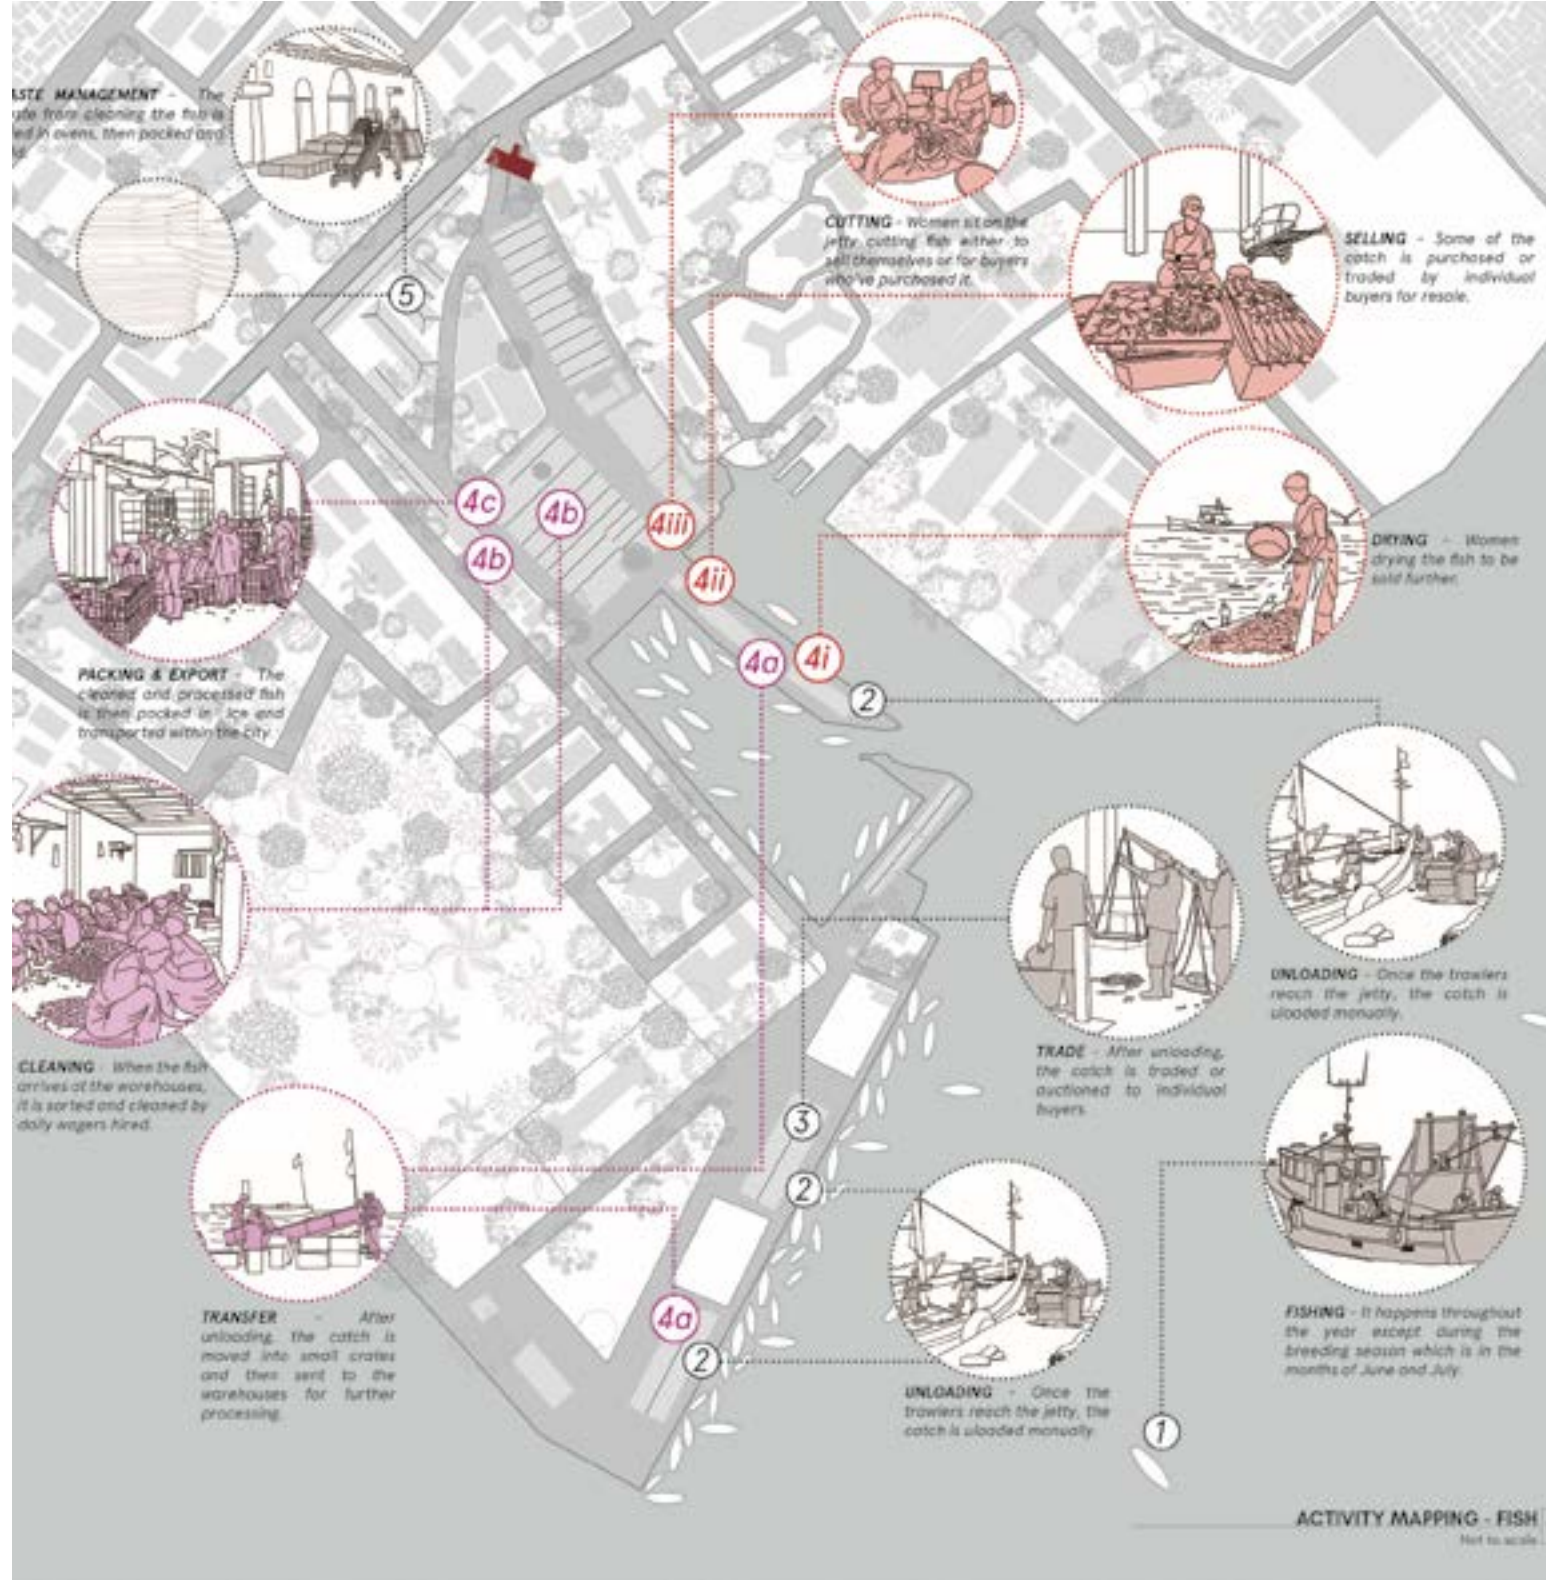 ASTE MANAGEMENT - The
from cleaning the fish is
ed in ovens, then packed and
CUTTING - Women sit on the
jetty cutting fish either to
sell themselves or for buyers
who've purchased it.
SELLING - Some of the
catch is purchased or
traded by individual
buyers for resale.
5
4c
4b
4b
4iii
4ii
4a
4i
2
DRYING - Women
drying the fish to be
sold further.
PACKING & EXPORT - The
cleaned and processed fish
is then packed in ice and
transported within the city.
UNLOADING - Once the trawlers
reach the jetty, the catch is
uloaded manually.
TRADE - After unloading,
the catch is traded or
auctioned to individual
buyers.
CLEANING - When the fish
arrives at the warehouses,
it is sorted and cleaned by
daily wagers hired.
3
2
4a
2
TRANSFER - After
unloading, the catch is
moved into small crates
and then sent to the
warehouses for further
processing.
UNLOADING - Once the
trawlers reach the jetty, the
catch is uloaded manually.
FISHING - It happens throughout
the year except during the
breeding season which is in the
months of June and July.
1
ACTIVITY MAPPING - FISH
Not to scale